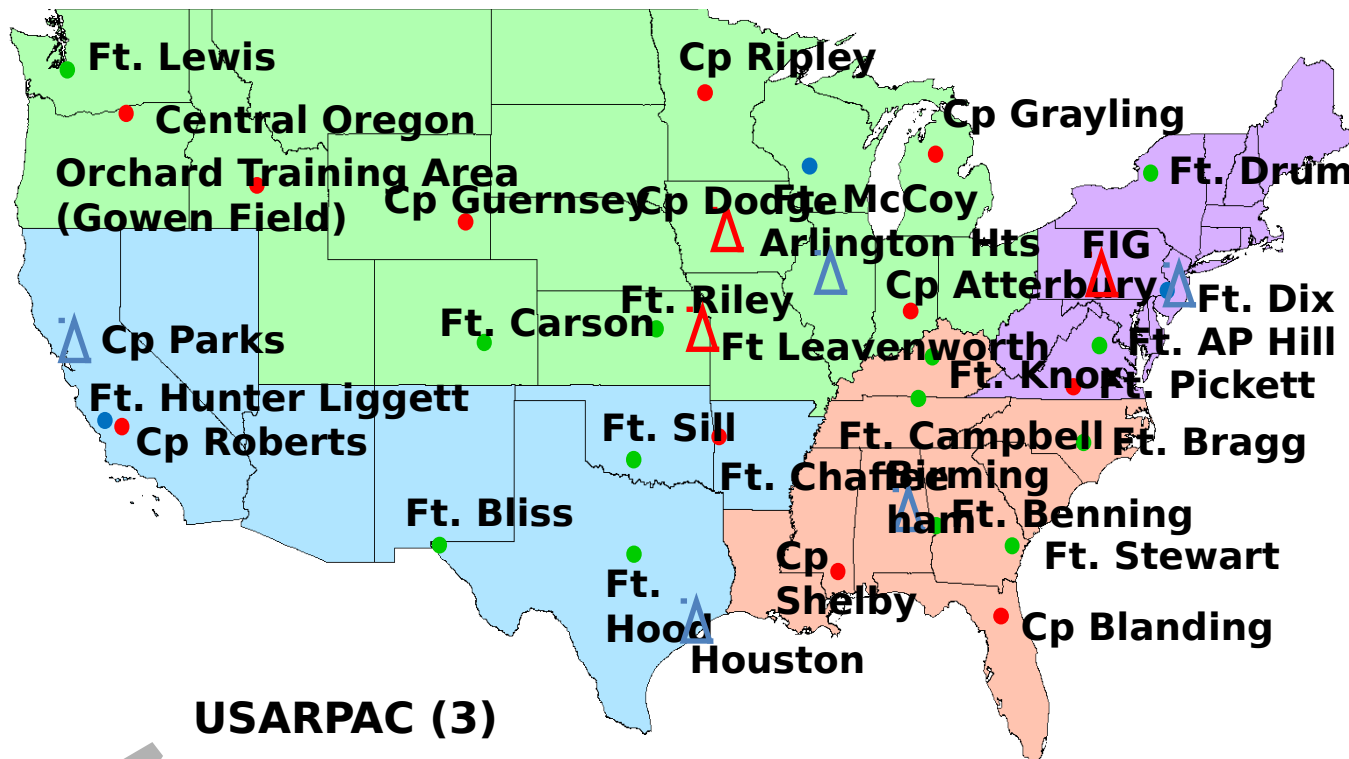 Ft. Lewis
Cp Ripley
Central Oregon
Cp Grayling
Orchard Training Area
(Gowen Field)
Ft. Drum
Cp Guernsey
Cp Dodge
Ft. McCoy
Arlington Hts
FIG
Cp Atterbury
Ft. Dix
Ft. Riley
Ft. Carson
Cp Parks
Ft Leavenworth
Ft. AP Hill
Ft. Knox
Ft. Pickett
Ft. Hunter Liggett
Cp Roberts
Ft. Sill
Ft. Campbell
Ft. Bragg
Ft. Chaffee
Birming
ham
Ft. Bliss
Ft. Benning
Ft. Stewart
Cp
Shelby
Ft.
Hood
Cp Blanding
Houston
USARPAC (3)